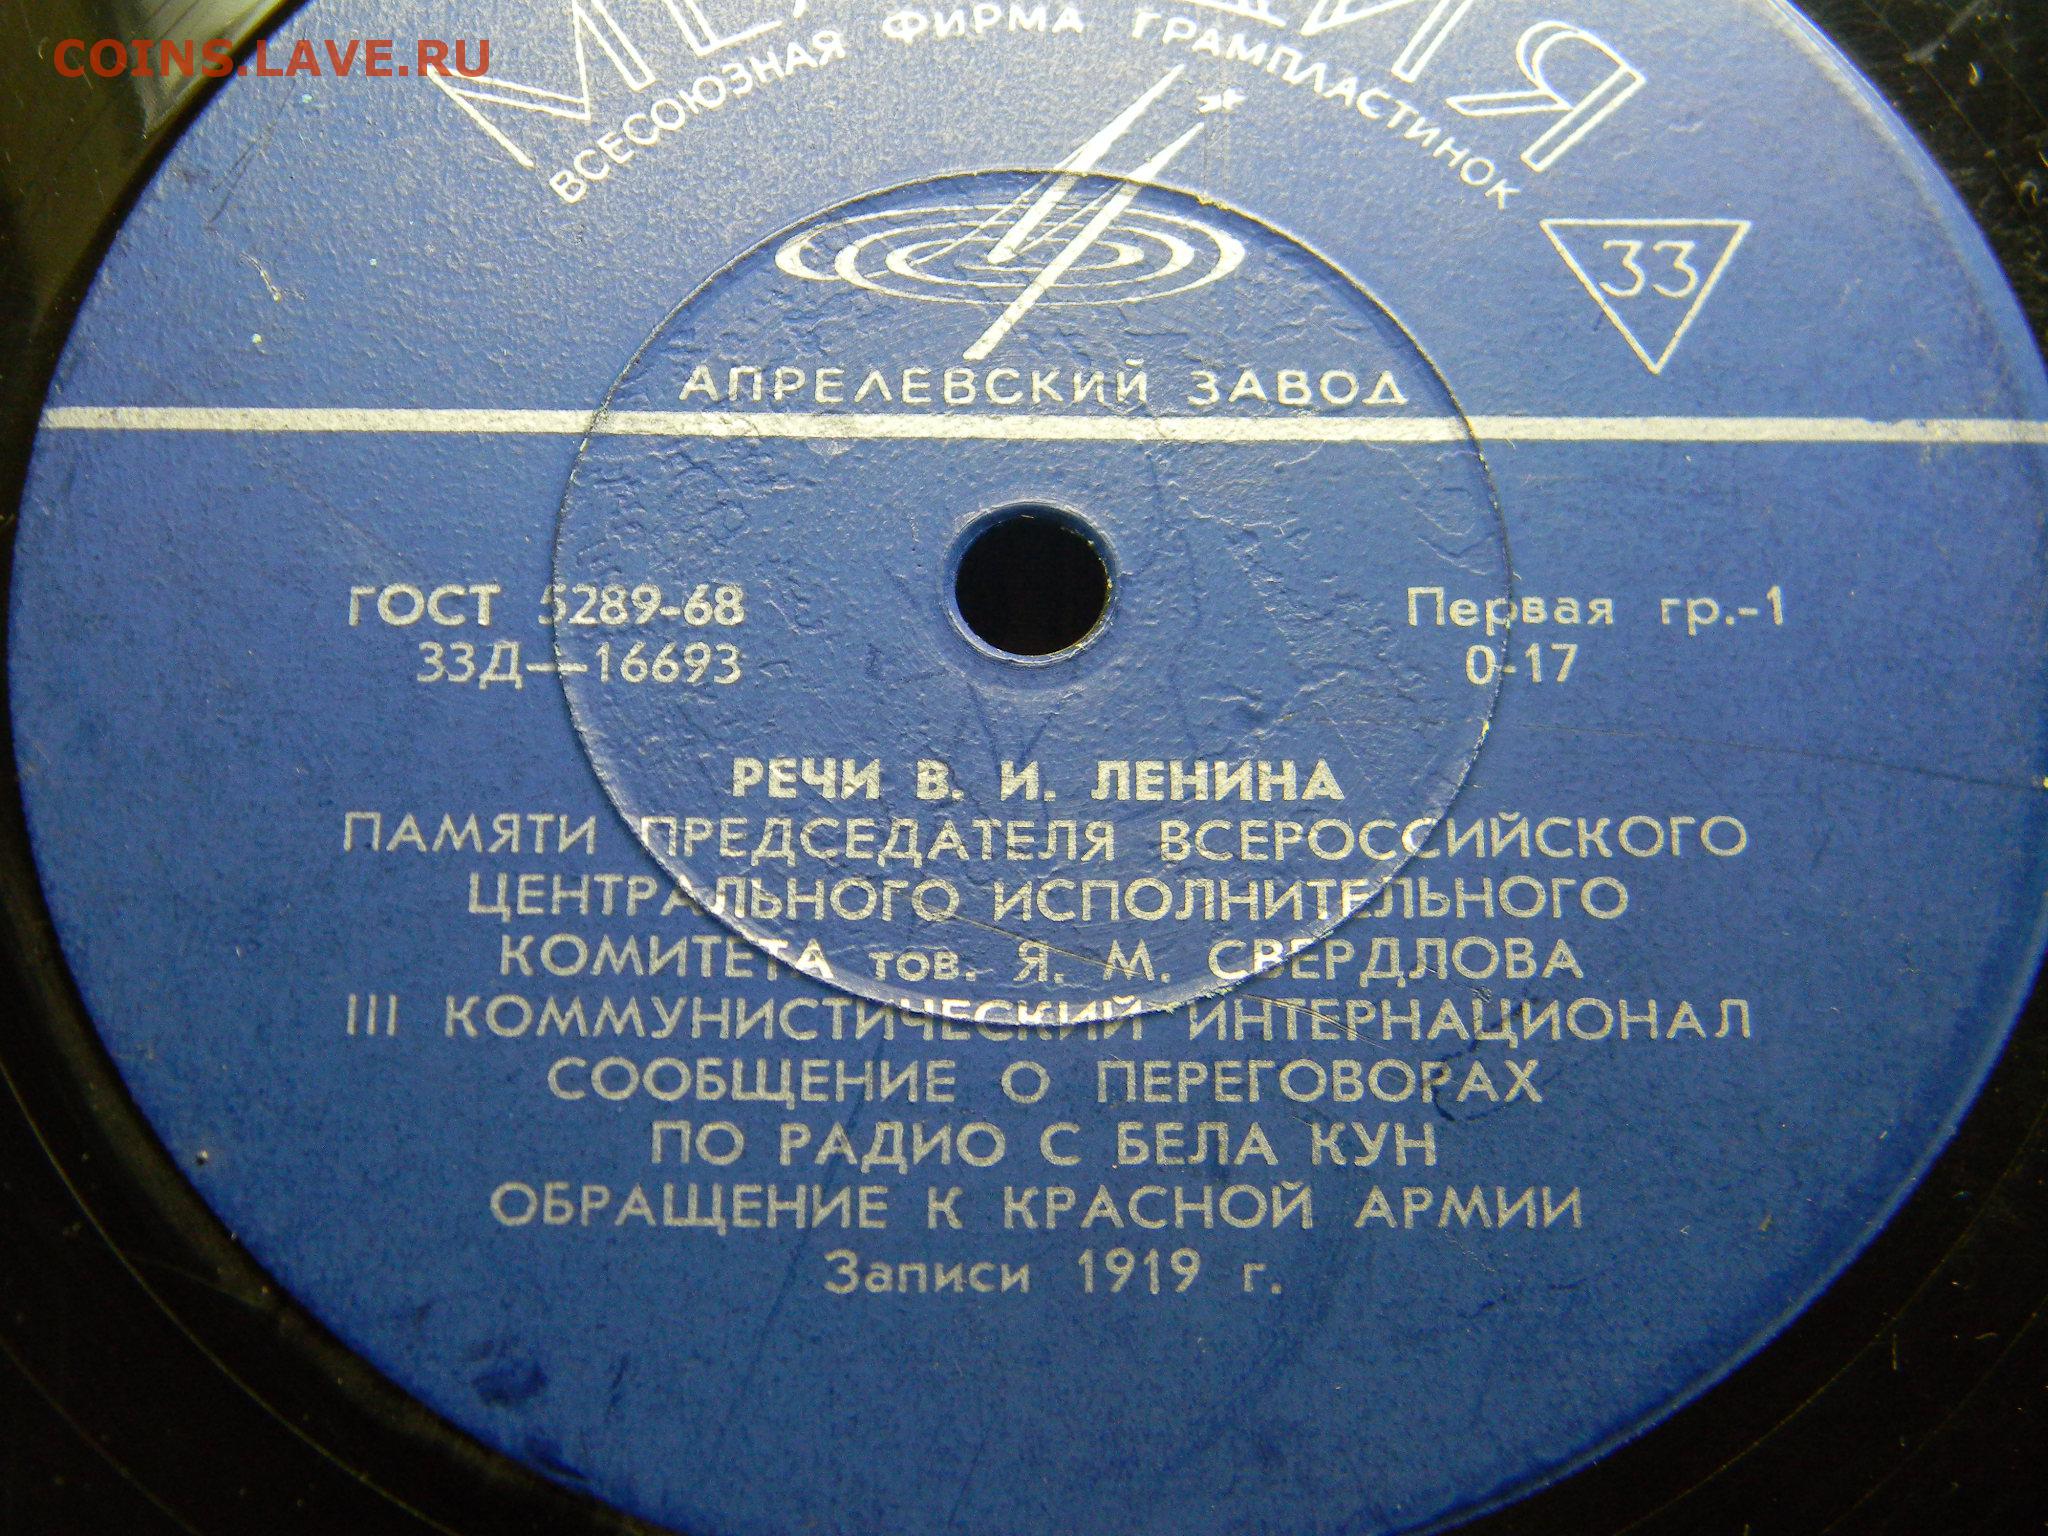 COINS.LAVE.RU
ВСЕСОЮЗНАЯ ФИРМА ГРАМПЛАСТИНОК
33
АПРЕЛЕВСКИЙ ЗАВОД
ГОСТ 5289-68
Первая гр.-1
33Д—16693
0-17
РЕЧИ В. И. ЛЕНИНА
ПАМЯТИ ПРЕДСЕДАТЕЛЯ ВСЕРОССИЙСКОГО
ЦЕНТРАЛЬНОГО ИСПОЛНИТЕЛЬНОГО
КОМИТЕТА тов. Я. М. СВЕРДЛОВА
III КОММУНИСТИЧЕСКИЙ ИНТЕРНАЦИОНАЛ
СООБЩЕНИЕ О ПЕРЕГОВОРАХ
ПО РАДИО С БЕЛА КУН
ОБРАЩЕНИЕ К КРАСНОЙ АРМИИ
Записи 1919 г.